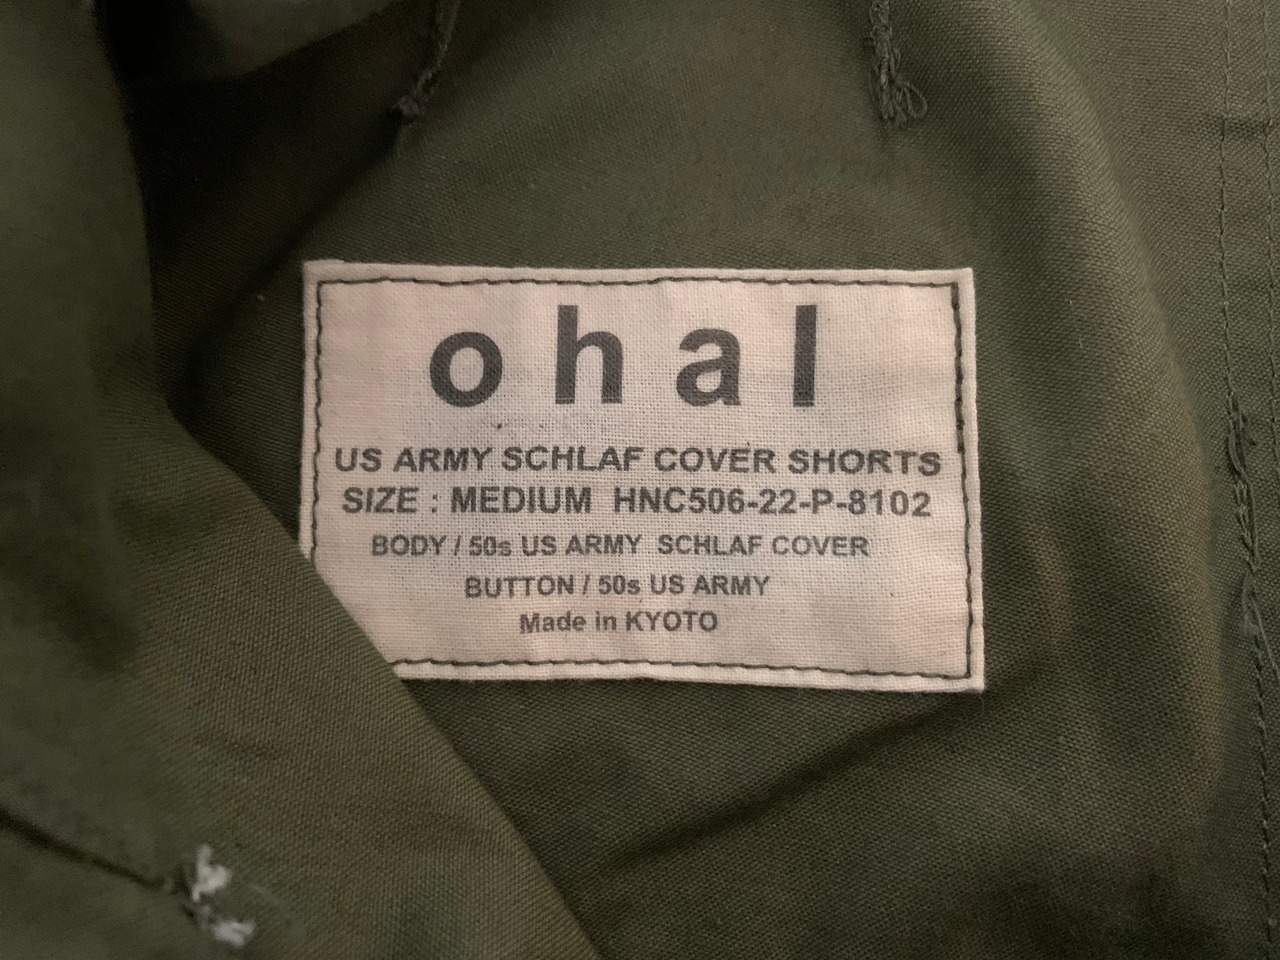 ohal
US ARMY SCHLAF COVER SHORTS
SIZE : MEDIUM HNC506-22-P-8102
BODY / 50s US ARMY SCHLAF COVER
BUTTON / 50s US ARMY
Made in KYOTO